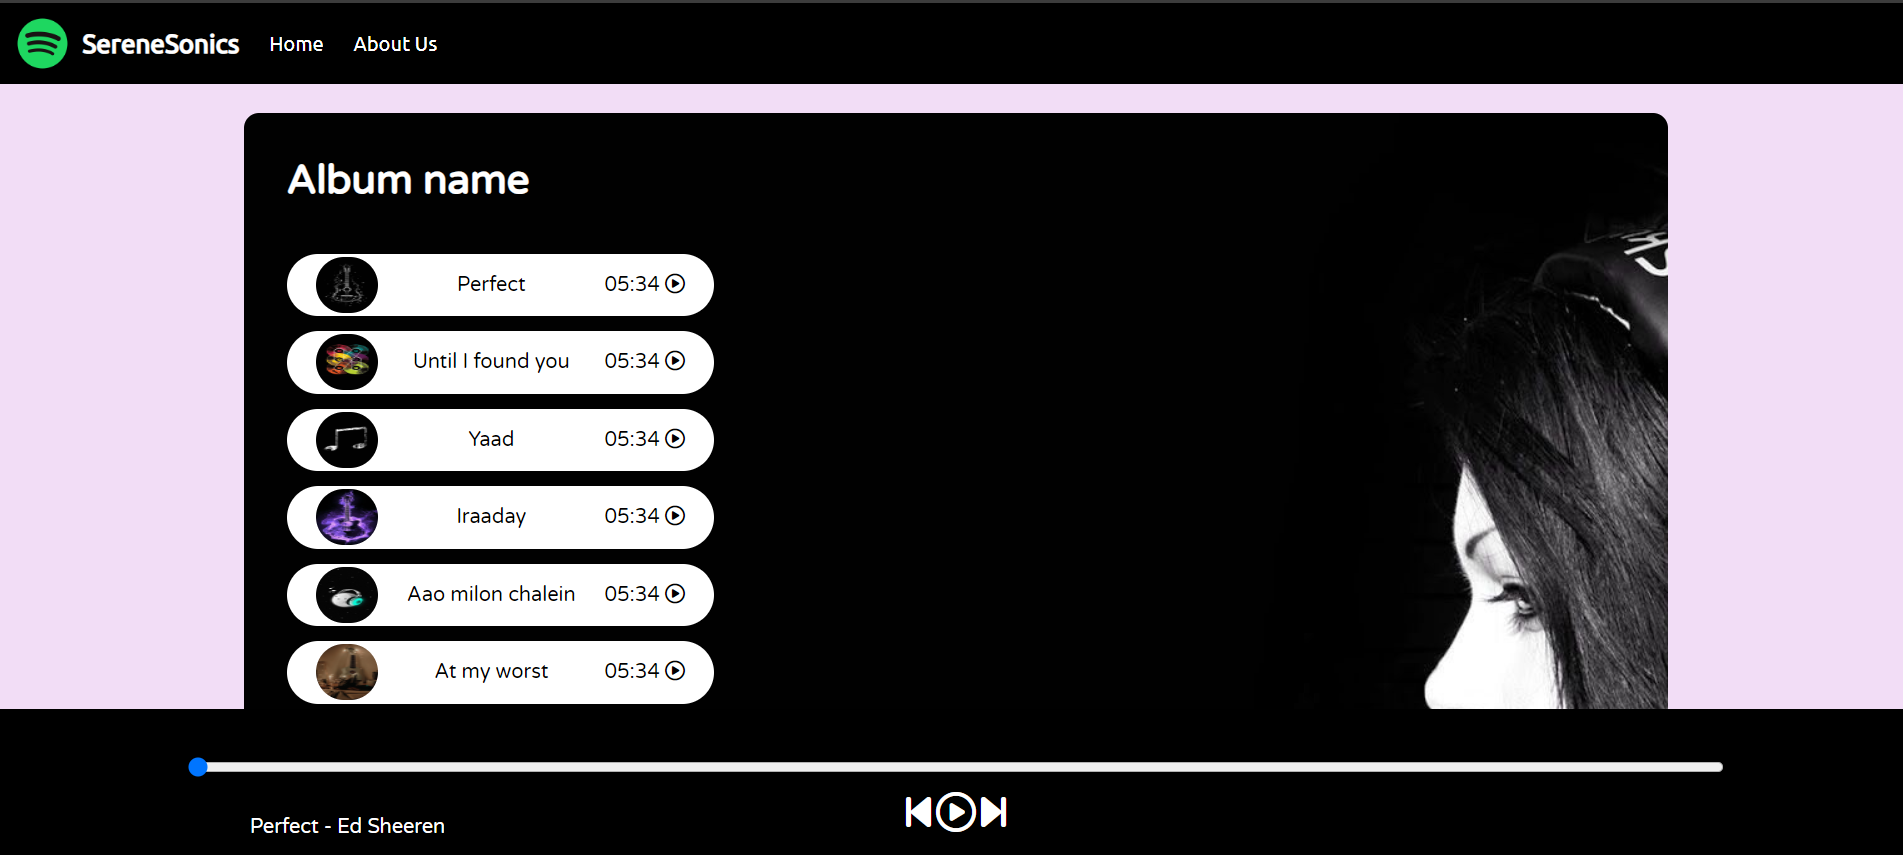 SereneSonics Home About Us
Album name
Perfect 05:34
Until I found you 05:34
Yaad 05:34
Iraaday 05:34
Aao milon chalein 05:34
At my worst 05:34
Perfect - Ed Sheeren